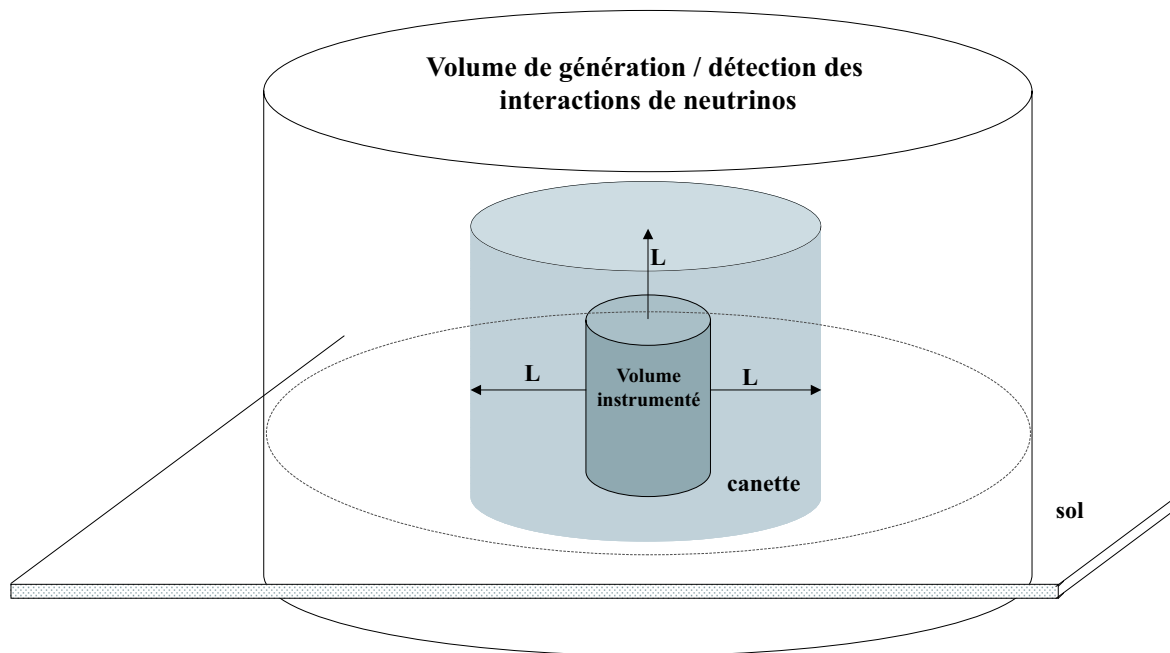 Volume de génération / détection des
interactions de neutrinos
L
L
L
Volume
instrumenté
canette
sol